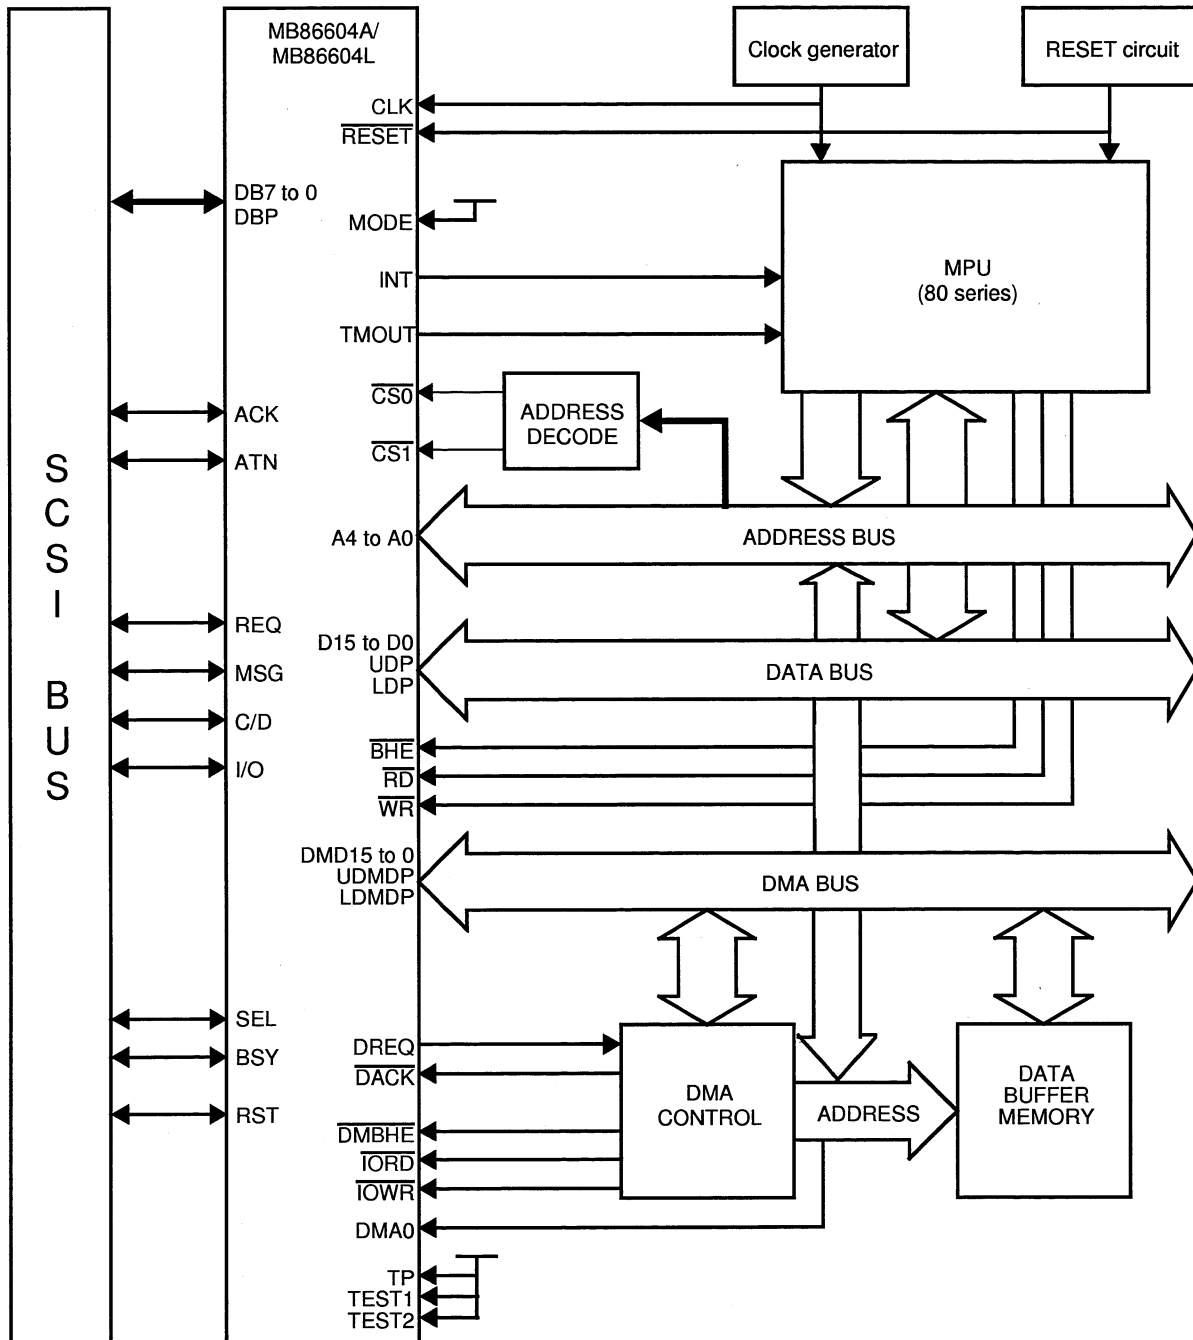 MB86604A/
MB86604L
Clock generator
RESET circuit
CLK
RESET
DB7 to 0
DBP
MODE
INT
MPU
(80 series)
TMOUT
CS0
ADDRESS
DECODE
ACK
CS1
ATN
SCSI BUS
A4 to A0
ADDRESS BUS
REQ
D15 to D0
UDP
LDP
DATA BUS
MSG
C/D
BHE
I/O
RD
WR
DMD15 to 0
UDMDP
LDMDP
DMA BUS
SEL
DREQ
BSY
DACK
DMA
CONTROL
ADDRESS
DATA
BUFFER
MEMORY
RST
DMBHE
IORD
IOWR
DMA0
TP
TEST1
TEST2